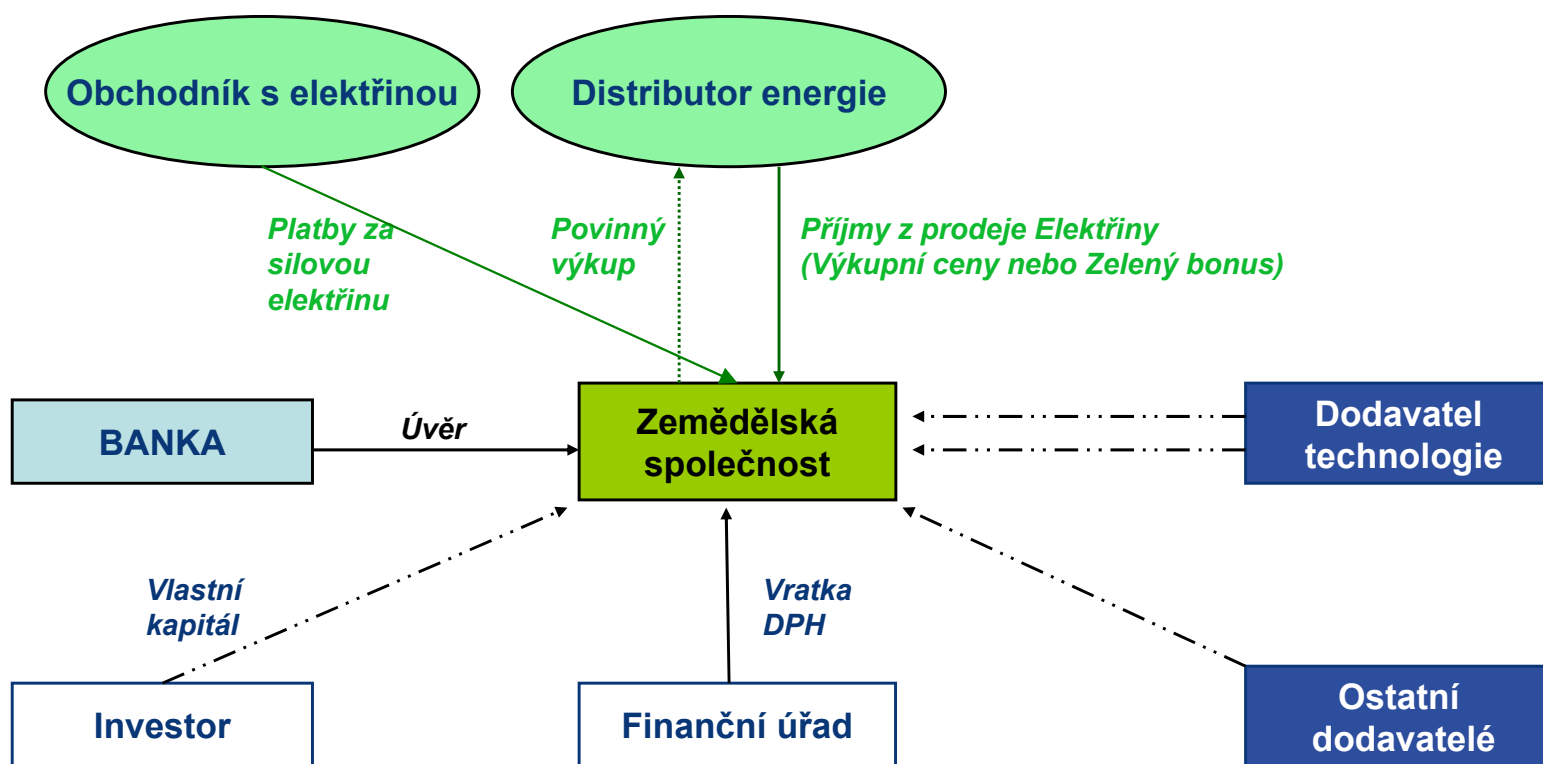 Obchodník s elektřinou
Distributor energie
Platby za
silovou
elektřinu
Povinný
výkup
Příjmy z prodeje Elektřiny
(Výkupní ceny nebo Zelený bonus)
BANKA
Úvěr
Zemědělská
společnost
Dodavatel
technologie
Vlastní
kapitál
Vratka
DPH
Investor
Finanční úřad
Ostatní
dodavatelé